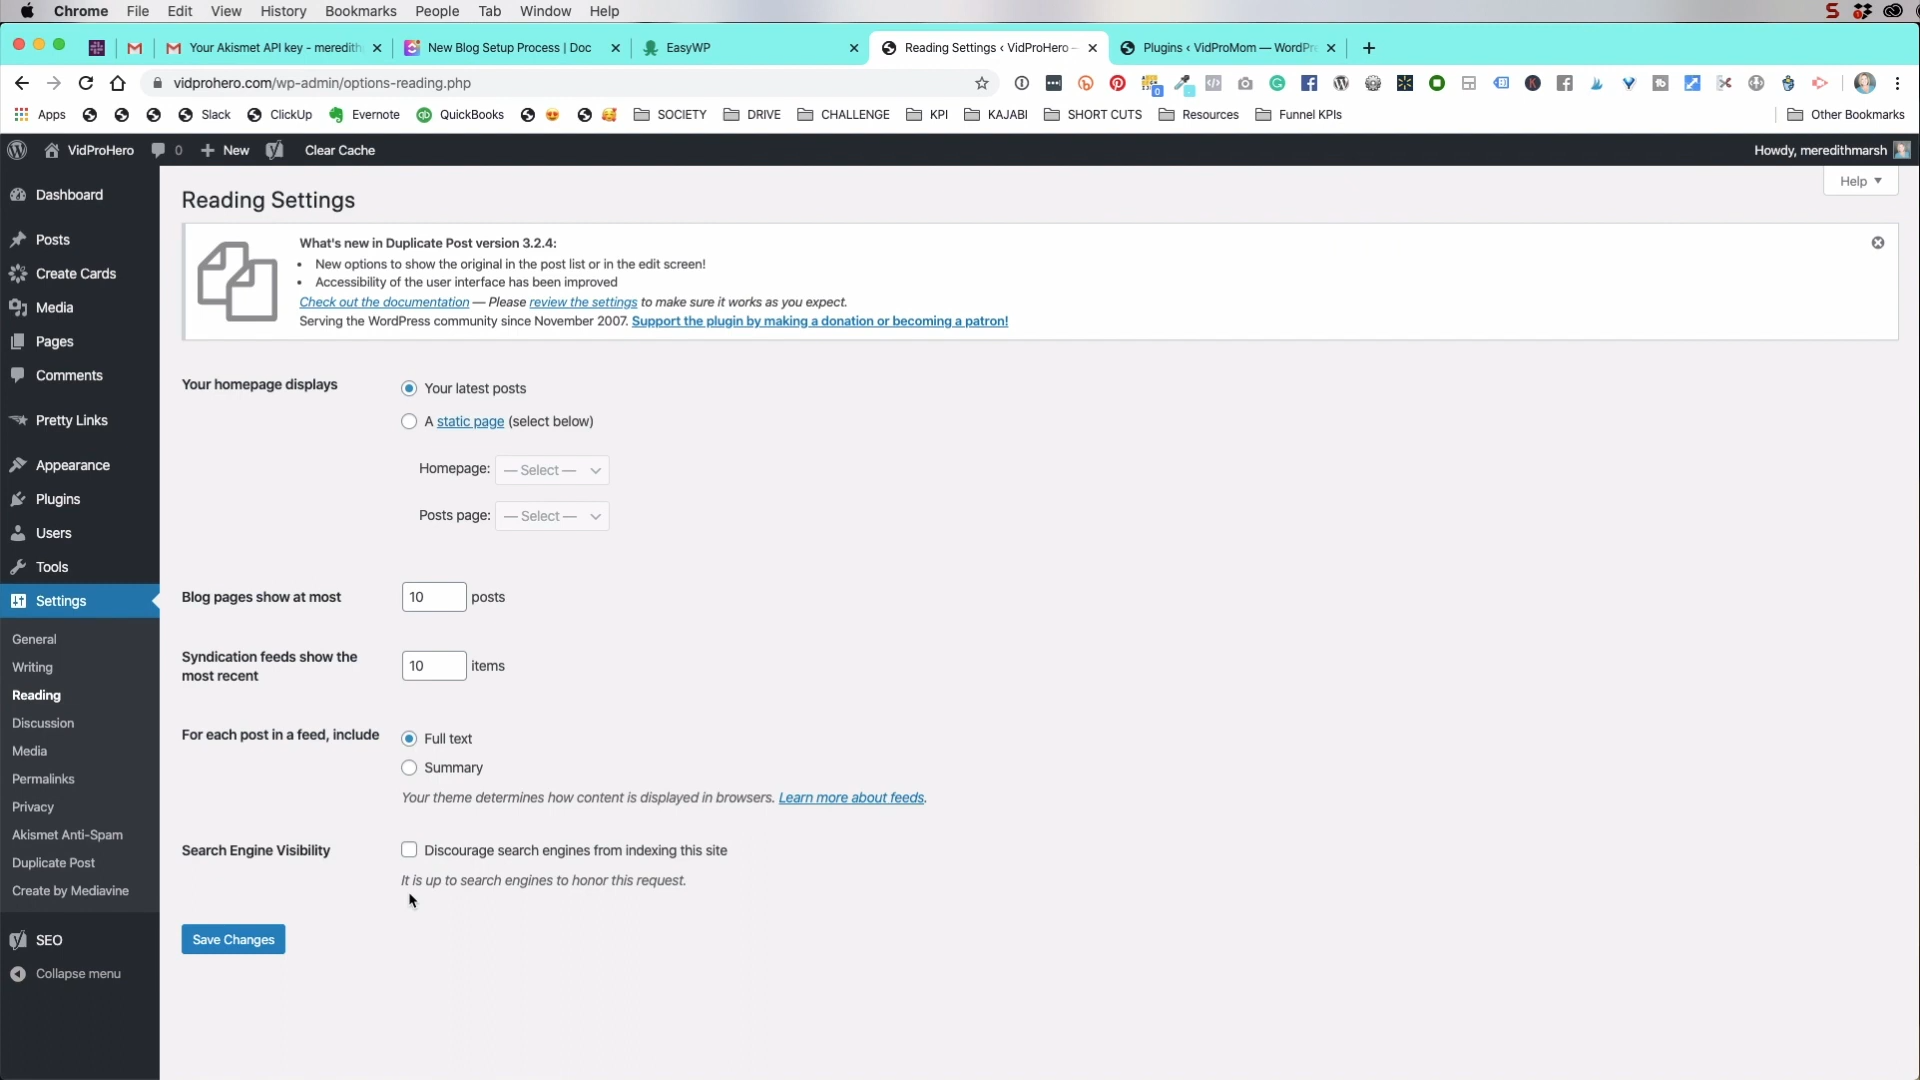 Chrome File Edit View History Bookmarks People Tab Window Help
Your Akismet API key - meredith
New Blog Setup Process | Doc
EasyWP
Reading Settings ‹ VidProHero –
Plugins ‹ VidProMom — WordPr
vidprohero.com/wp-admin/options-reading.php
Apps Slack ClickUp Evernote QuickBooks SOCIETY DRIVE CHALLENGE KPI KAJABI SHORT CUTS Resources Funnel KPIs Other Bookmarks
VidProHero 0 New Clear Cache Howdy, meredithmarsh
Help
Dashboard
Posts
Create Cards
Media
Pages
Comments
Pretty Links
Appearance
Plugins
Users
Tools
Settings
General
Writing
Reading
Discussion
Media
Permalinks
Privacy
Akismet Anti-Spam
Duplicate Post
Create by Mediavine
SEO
Collapse menu
Reading Settings
What's new in Duplicate Post version 3.2.4:
• New options to show the original in the post list or in the edit screen!
• Accessibility of the user interface has been improved
Check out the documentation — Please review the settings to make sure it works as you expect.
Serving the WordPress community since November 2007. Support the plugin by making a donation or becoming a patron!
Your homepage displays
Your latest posts
A static page (select below)
Homepage: — Select —
Posts page: — Select —
Blog pages show at most 10 posts
Syndication feeds show the
most recent
10 items
For each post in a feed, include
Full text
Summary
Your theme determines how content is displayed in browsers. Learn more about feeds.
Search Engine Visibility
Discourage search engines from indexing this site
It is up to search engines to honor this request.
Save Changes